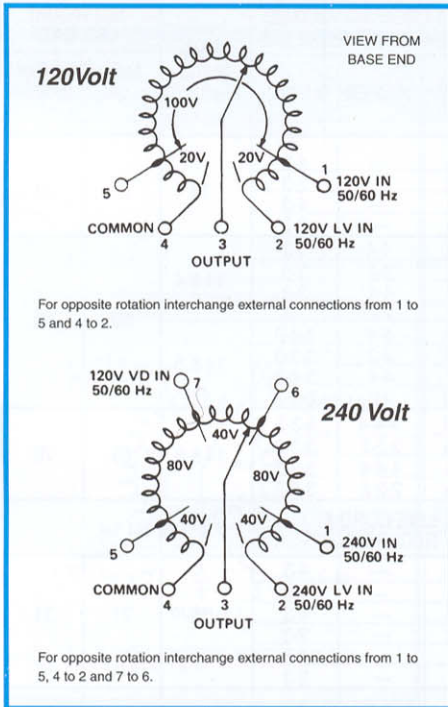 VIEW FROM
BASE END
120Volt
100V
20V
20V
1
5
120V IN
50/60 Hz
COMMON
4
3
2
120V LV IN
50/60 Hz
OUTPUT
For opposite rotation interchange external connections from 1 to
5 and 4 to 2.
120V VD IN
50/60 Hz
7
6
240 Volt
40V
80V
80V
40V
40V
1
5
240V IN
50/60 Hz
COMMON
4
3
2
240V LV IN
50/60 Hz
OUTPUT
For opposite rotation interchange external connections from 1 to
5, 4 to 2 and 7 to 6.